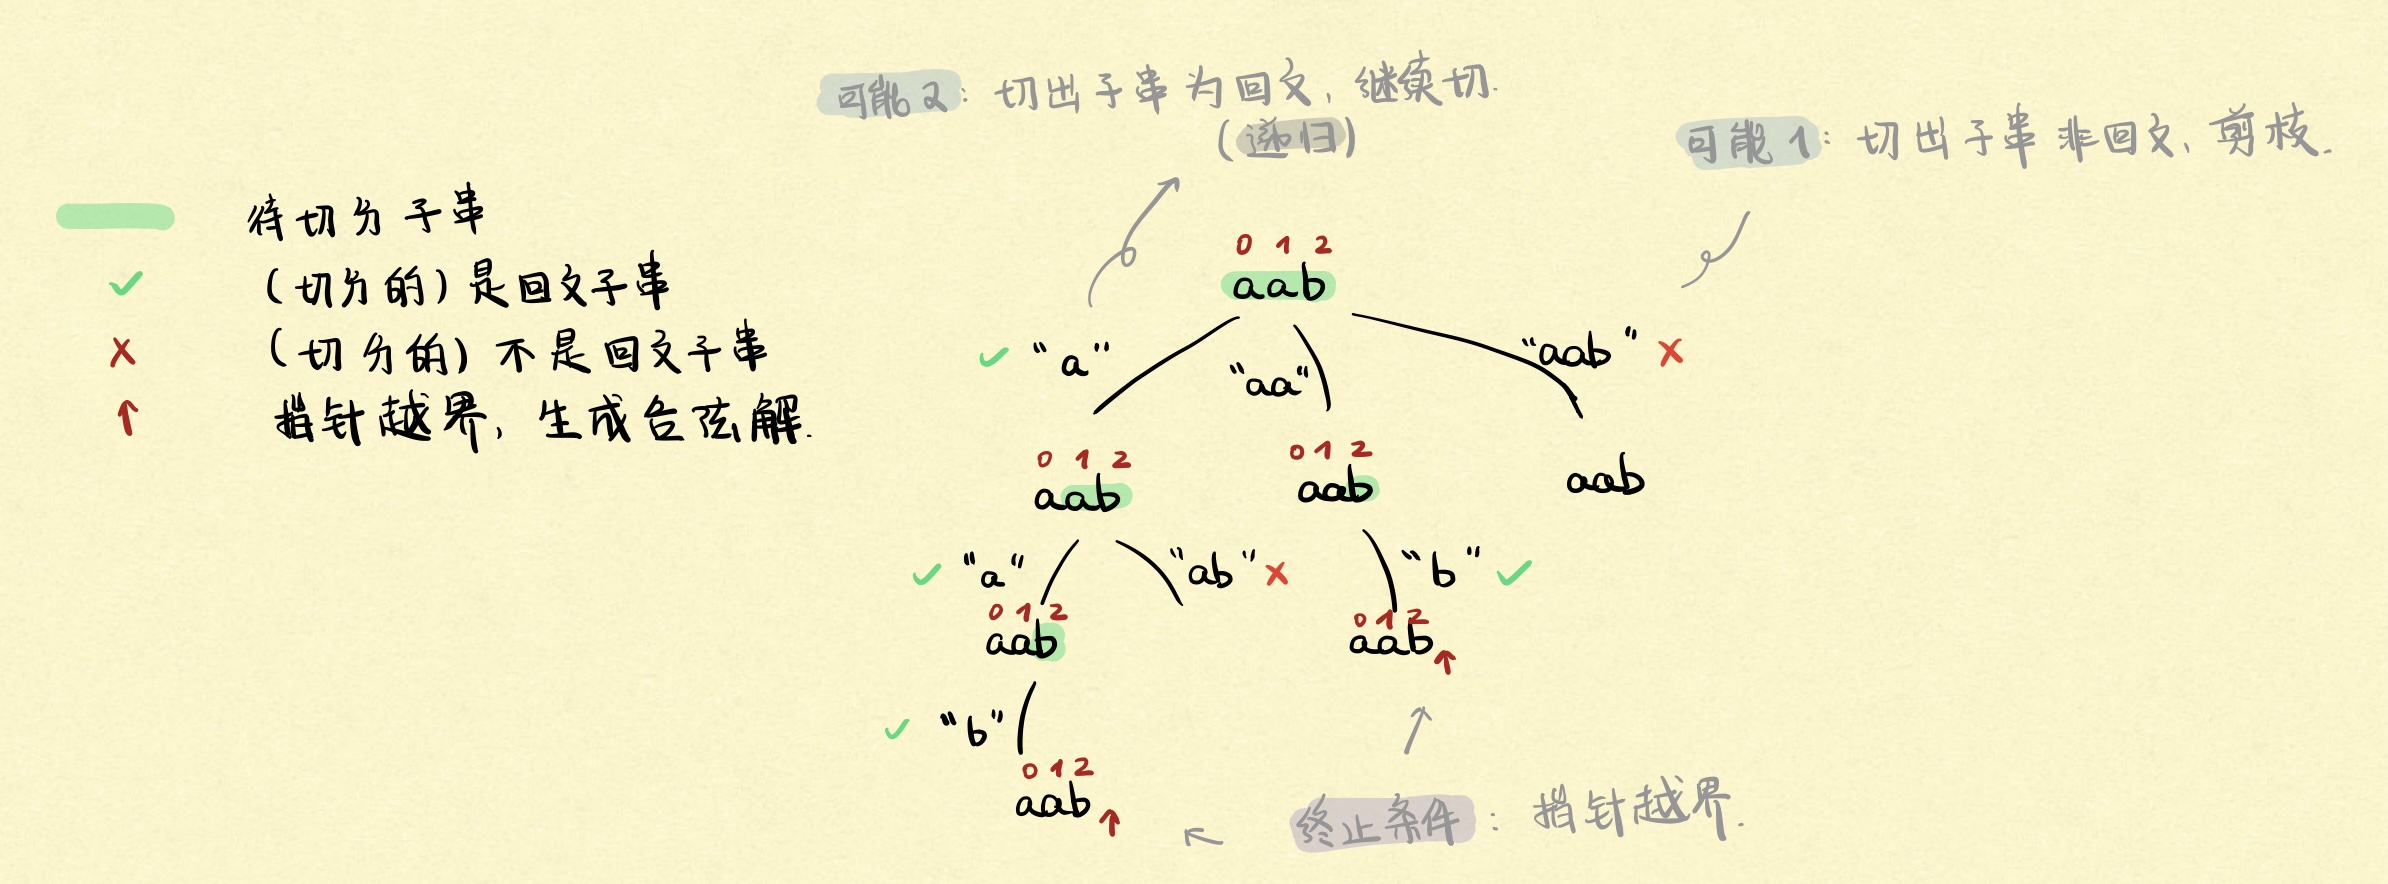 可能2：切出子串为回文，继续切.
（递归）
可能1：切出子串非回文，剪枝.
待切分子串
（切分的）是回文子串
（切分的）不是回文子串
指针越界，生成合法解.
0 1 2
aab
"a"
"aa"
"aab"
0 1 2
aab
0 1 2
aab
aab
"a"
"ab"
"b"
0 1 2
aab
0 1 2
aab
"b"
0 1 2
aab
终止条件：指针越界.